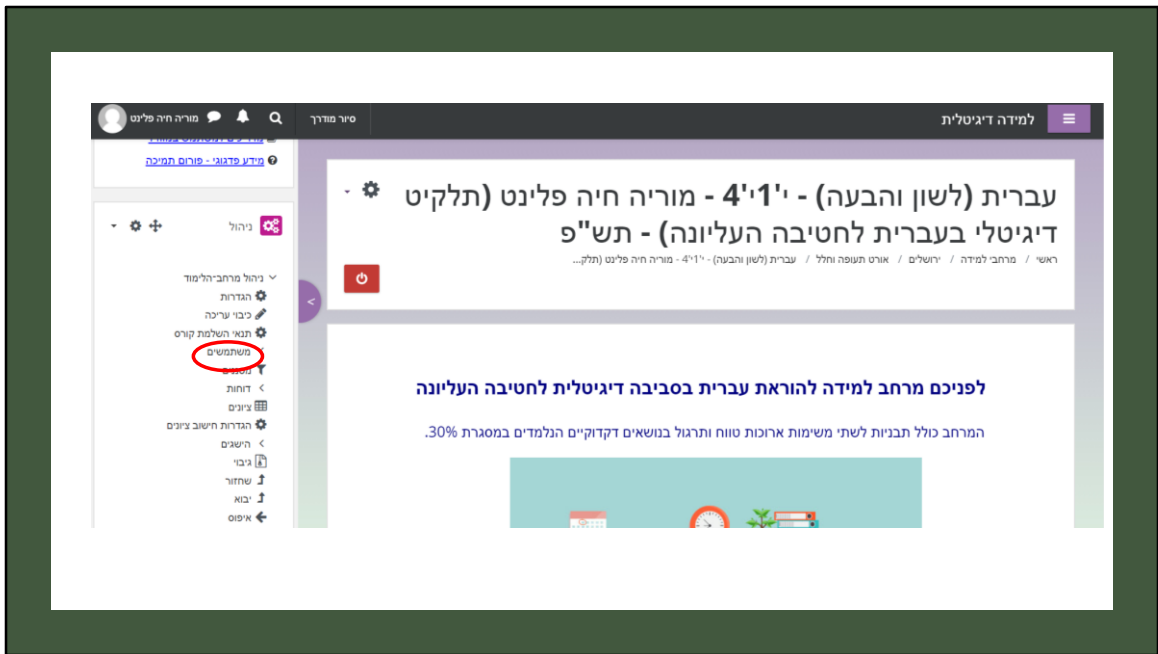 למידה דיגיטלית
סיור מודרך
מוריה חיה פלינט
עברית (לשון והבעה) - י'1י'4 - מוריה חיה פלינט (תלקיט
דיגיטלי בעברית לחטיבה העליונה) - תש"פ
ראשי / מרחבי למידה / ירושלים / אורט תעופה וחלל / עברית (לשון והבעה) - י'1י'4 - מוריה חיה פלינט (תלק...
לפניכם מרחב למידה להוראת עברית בסביבה דיגיטלית לחטיבה העליונה
המרחב כולל תבניות לשתי משימות ארוכות טווח ותרגול בנושאים דקדוקיים הנלמדים במסגרת 30%.
מידע פדגוגי - פורום תמיכה
ניהול
ניהול מרחב־הלימוד
הגדרות
כיבוי עריכה
תנאי השלמת קורס
משתמשים
דוחות
ציונים
הגדרות חישוב ציונים
הישגים
גיבוי
שחזור
יבוא
איפוס